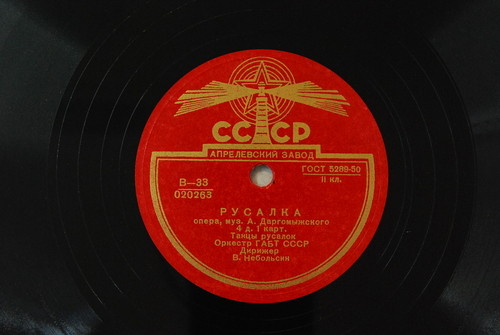 СССР
АПРЕЛЕВСКИЙ ЗАВОД
ГОСТ 5289-50
II кл.
В—33
020263
РУСАЛКА
опера, муз. А. Даргомыжского
4 д. 1 карт.
Танцы русалок
Оркестр ГАБТ СССР
Дирижер
В. Небольсин